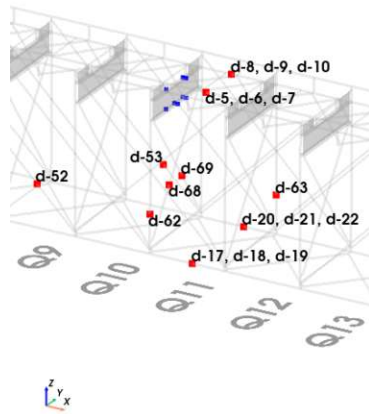 d-8, d-9, d-10
d-5, d-6, d-7
d-53
d-69
d-52
d-68
d-63
d-62
d-20, d-21, d-22
d-17, d-18, d-19
Q9
Q10
Q11
Q12
Q13
Z
Y
X